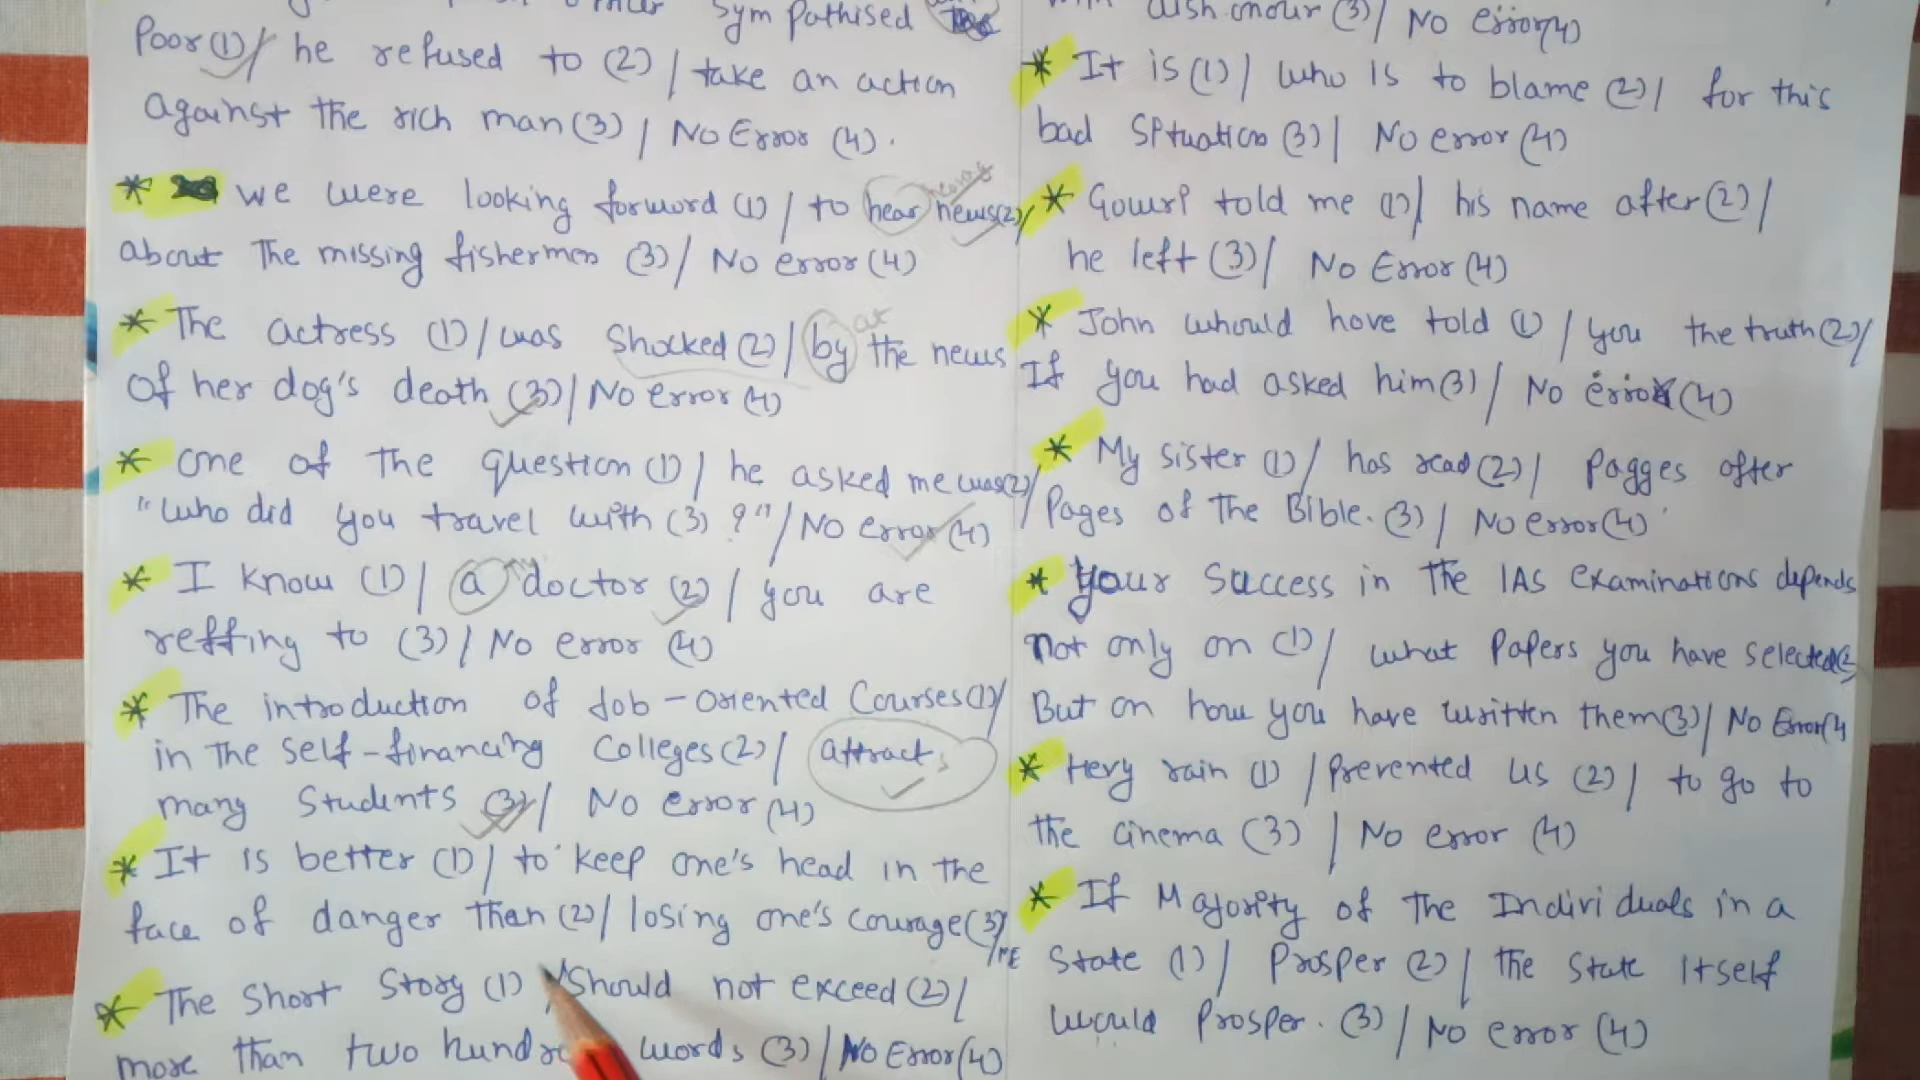 sympathised
Poor (1)/ he refused to (2) / take an action
against the rich man (3) / No Error (4).
* we were looking forword (1) / to hear news (2)/
hearing
about The missing fishermen (3) / No error (4)
* The actress (1) / was shocked (2) / by the news
at
of her dog's death (3) / No error (4)
* one of the question (1) / he asked me was (2)/
"who did you travel with (3) ?" / No error (4)
* I know (1) / a doctor (2) / you are
reffing to (3) / No error (4)
* The introduction of Job-oriented Courses (1)/
in The self-financing Colleges (2) / attracts
many students (3) / No error (4)
* It is better (1) / to keep one's head in the
face of danger than (2) / losing one's courage (3)
/NE
* The short story (1) / should not exceed (2) /
more than two words (3) / No Error (4)
dishonour (3) / No error (4)
* It is (1) / who is to blame (2) / for this
bad Situation (3) / No error (4)
* Gowri told me (1) / his name after (2) /
he left (3) / No Error (4)
* John whould have told (1) / you the truth (2)/
If you had asked him (3) / No error (4)
* My sister (1) / has read (2) / Pagges after
Pages of The Bible. (3) / No error (4)
* Your success in the IAS examinations depends
not only on (1) / what Papers you have selected (2)
But on how you have written them (3) / No Error (4
* Hevy rain (1) / Prevented us (2) / to go to
the cinema (3) / No error (4)
* If Majority of the Individuals in a
State (1) / Prosper (2) / the State Itself
would Prosper. (3) / No error (4)